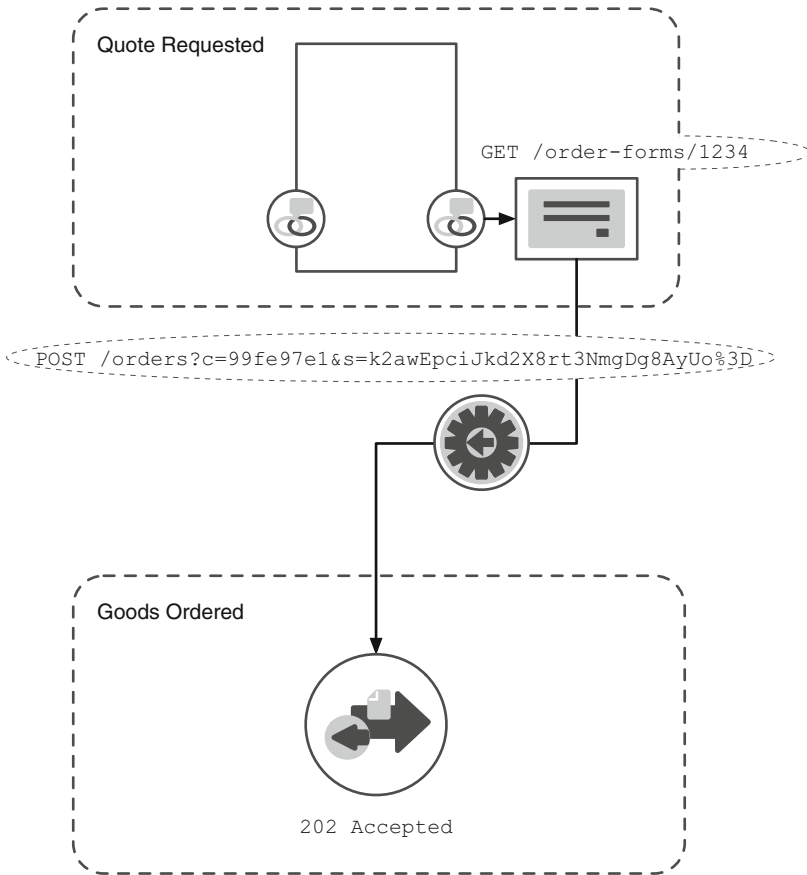 Quote Requested
GET /order-forms/1234
POST /orders?c=99fe97e1&s=k2awEpciJkd2X8rt3NmgDg8AyUo%3D
Goods Ordered
202 Accepted